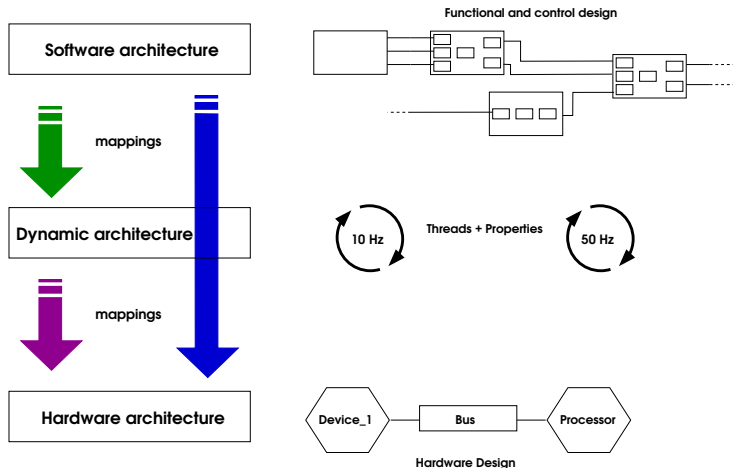 Functional and control design
Software architecture
mappings
Dynamic architecture
10 Hz
Threads + Properties
50 Hz
mappings
Hardware architecture
Device_1
Bus
Processor
Hardware Design